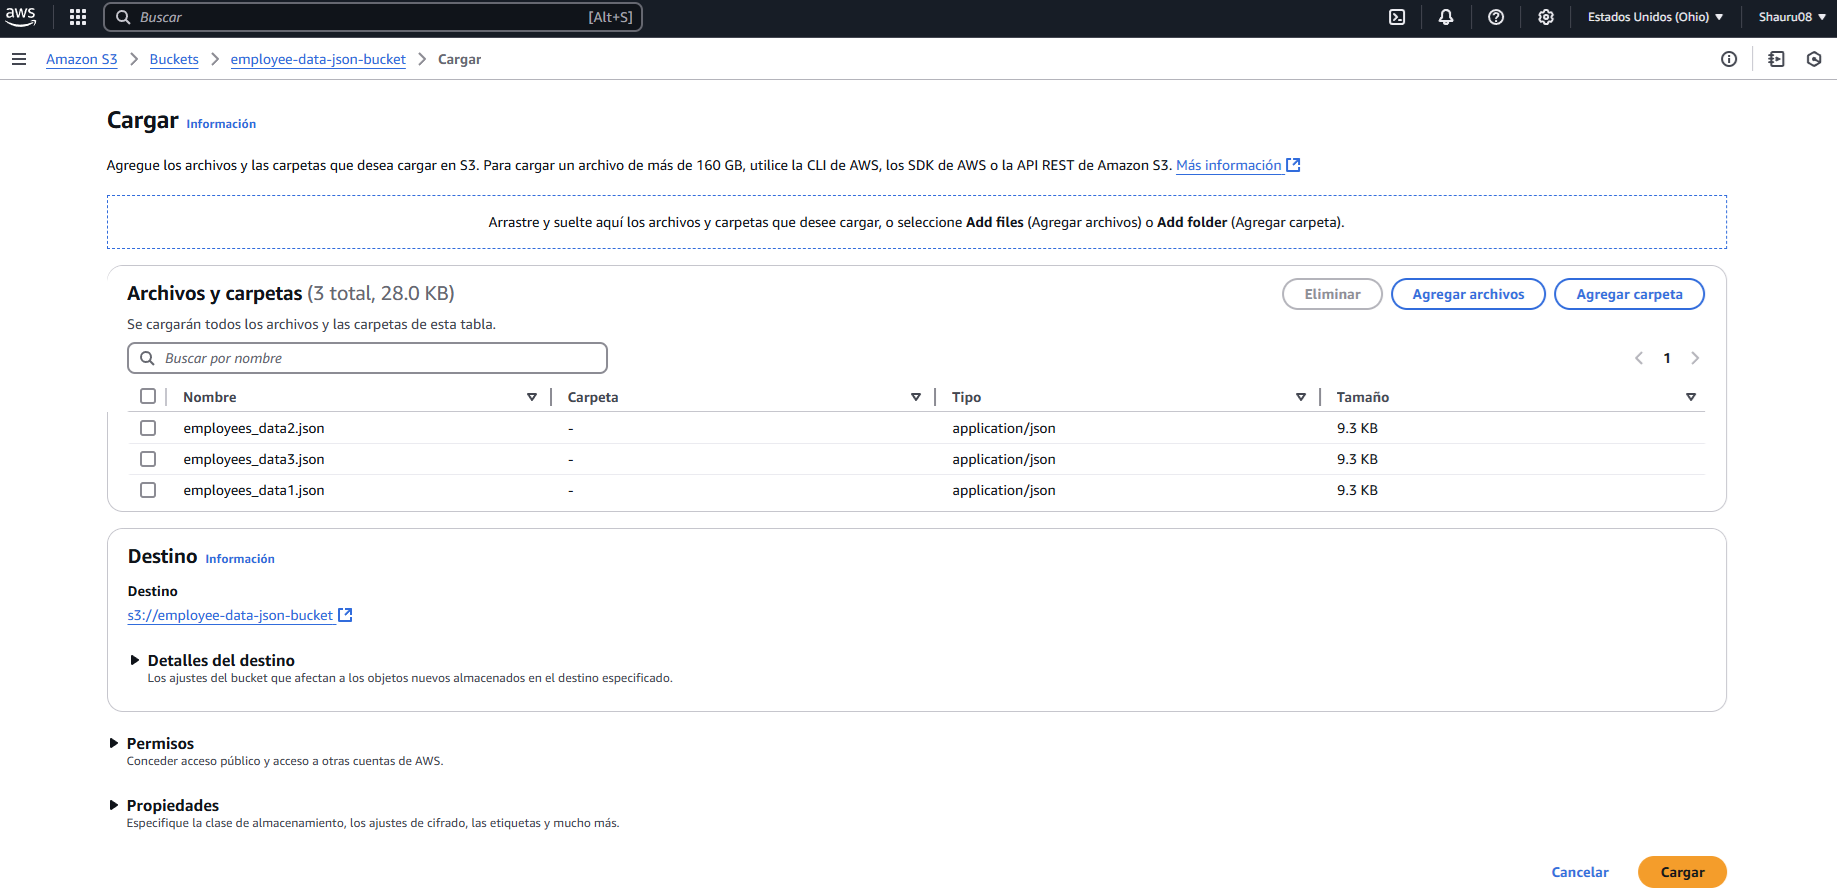 aws
Buscar [Alt+S] Estados Unidos (Ohio) Shauru08
Amazon S3 Buckets employee-data-json-bucket Cargar
Cargar Información
Agregue los archivos y las carpetas que desea cargar en S3. Para cargar un archivo de más de 160 GB, utilice la CLI de AWS, los SDK de AWS o la API REST de Amazon S3. Más información
Arrastre y suelte aquí los archivos y carpetas que desee cargar, o seleccione Add files (Agregar archivos) o Add folder (Agregar carpeta).
Archivos y carpetas (3 total, 28.0 KB) Eliminar Agregar archivos Agregar carpeta
Se cargarán todos los archivos y las carpetas de esta tabla.
Buscar por nombre 1
Nombre Carpeta Tipo Tamaño
employees_data2.json - application/json 9.3 KB
employees_data3.json - application/json 9.3 KB
employees_data1.json - application/json 9.3 KB
Destino Información
Destino
s3://employee-data-json-bucket
Detalles del destino
Los ajustes del bucket que afectan a los objetos nuevos almacenados en el destino especificado.
Permisos
Conceder acceso público y acceso a otras cuentas de AWS.
Propiedades
Especifique la clase de almacenamiento, los ajustes de cifrado, las etiquetas y mucho más.
Cancelar Cargar